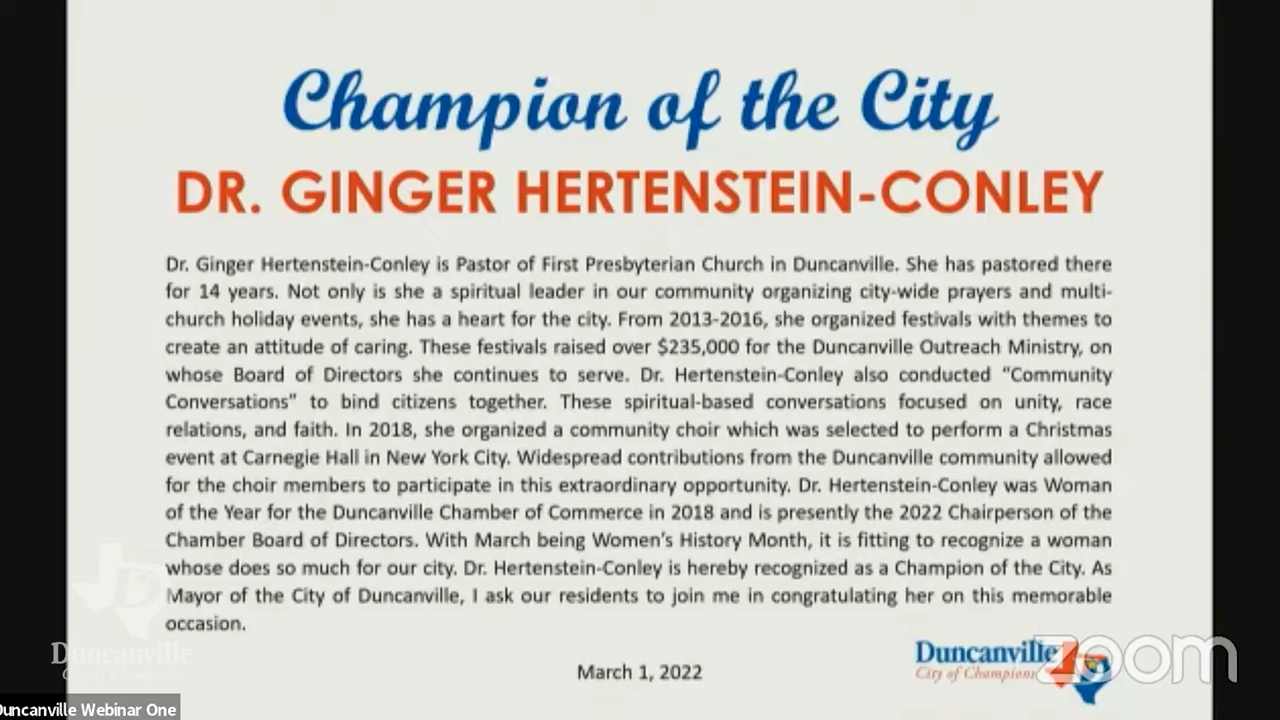 Champion of the City
DR. GINGER HERTENSTEIN-CONLEY
Dr. Ginger Hertenstein-Conley is Pastor of First Presbyterian Church in Duncanville. She has pastored there
for 14 years. Not only is she a spiritual leader in our community organizing city-wide prayers and multi-
church holiday events, she has a heart for the city. From 2013-2016, she organized festivals with themes to
create an attitude of caring. These festivals raised over $235,000 for the Duncanville Outreach Ministry, on
whose Board of Directors she continues to serve. Dr. Hertenstein-Conley also conducted “Community
Conversations” to bind citizens together. These spiritual-based conversations focused on unity, race
relations, and faith. In 2018, she organized a community choir which was selected to perform a Christmas
event at Carnegie Hall in New York City. Widespread contributions from the Duncanville community allowed
for the choir members to participate in this extraordinary opportunity. Dr. Hertenstein-Conley was Woman
of the Year for the Duncanville Chamber of Commerce in 2018 and is presently the 2022 Chairperson of the
Chamber Board of Directors. With March being Women’s History Month, it is fitting to recognize a woman
whose does so much for our city. Dr. Hertenstein-Conley is hereby recognized as a Champion of the City. As
Mayor of the City of Duncanville, I ask our residents to join me in congratulating her on this memorable
occasion.
March 1, 2022
Duncanville
City of Champions
zoom
D
Duncanville
City of Champions
Duncanville Webinar One